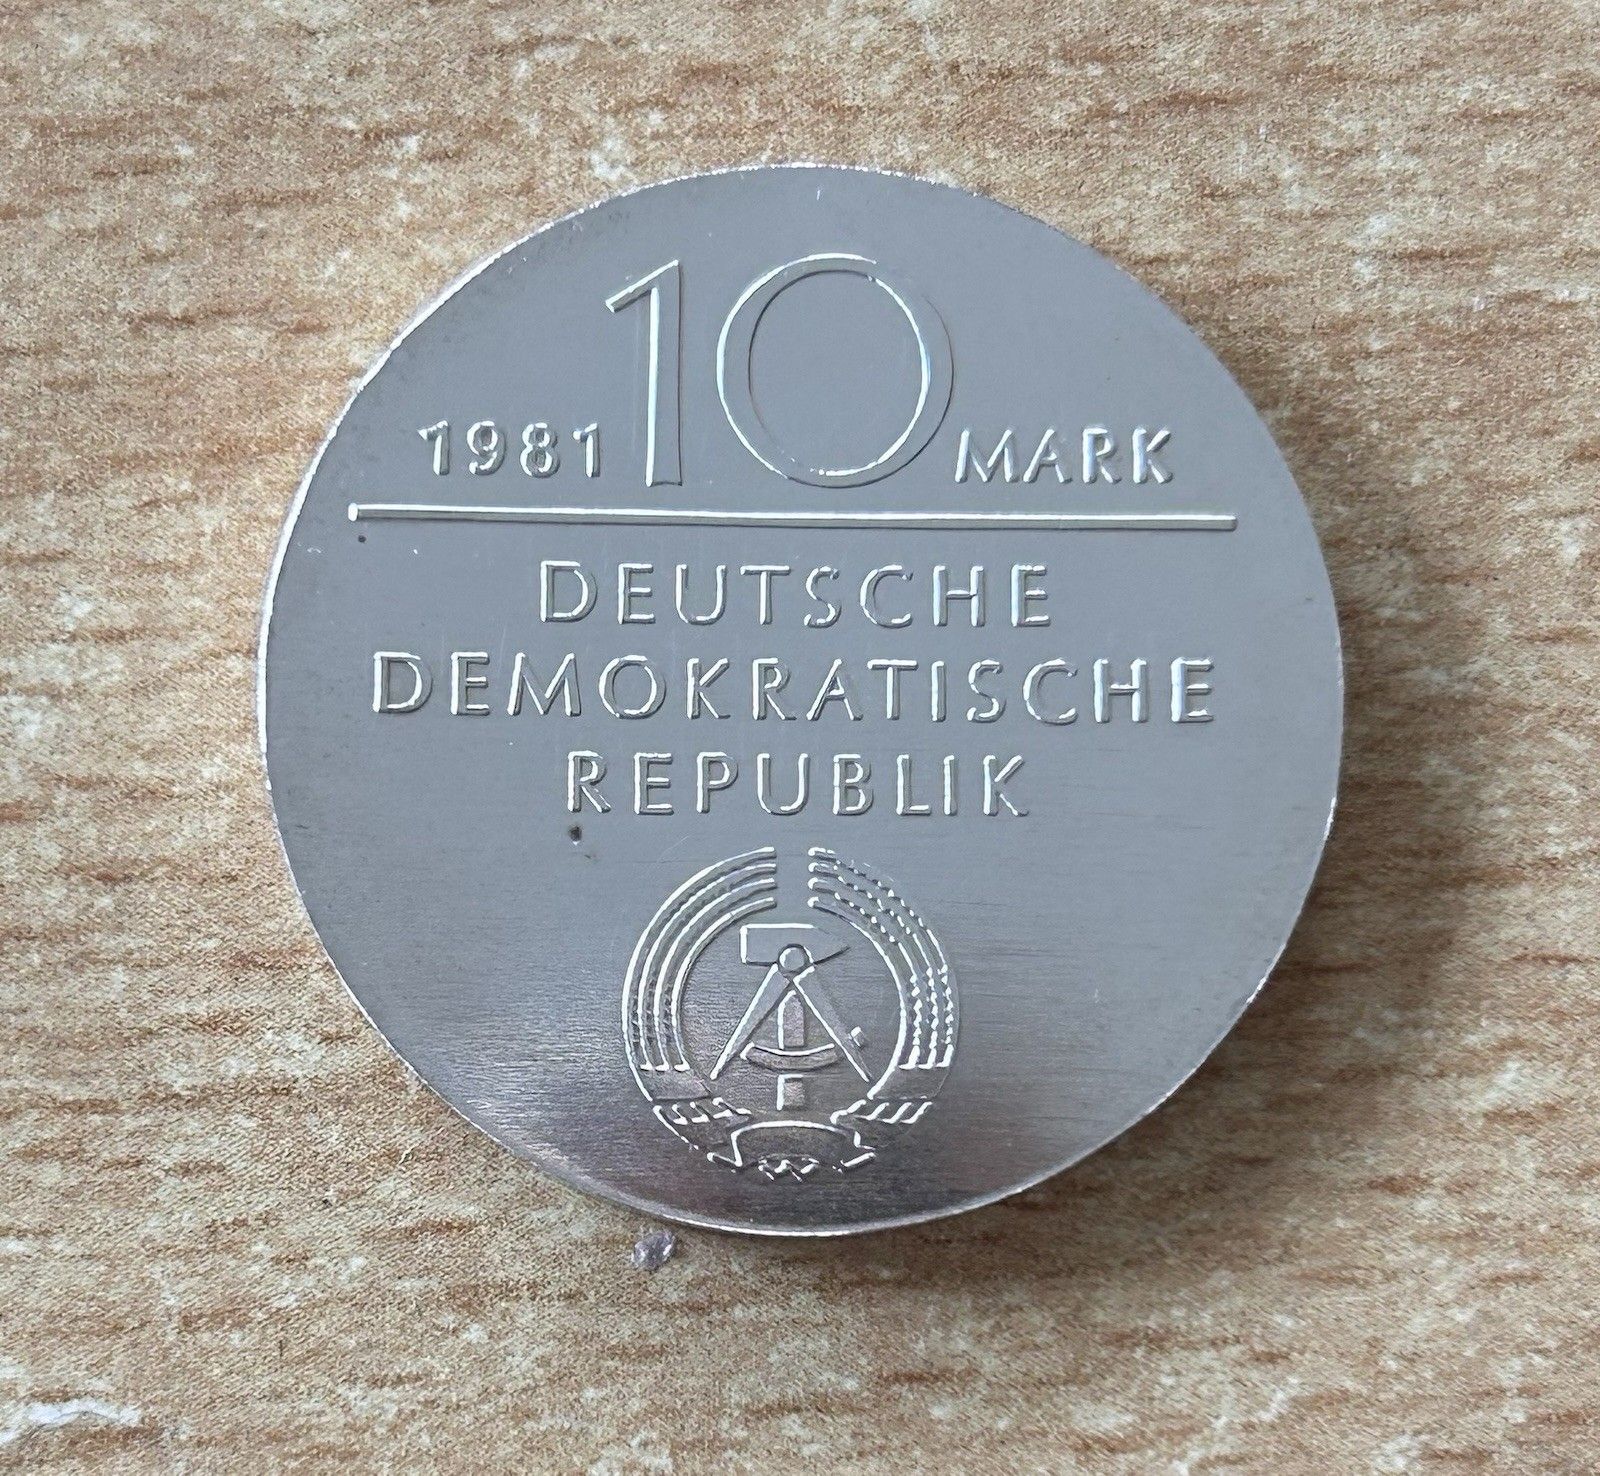 1981 10 MARK
DEUTSCHE
DEMOKRATISCHE
REPUBLIK